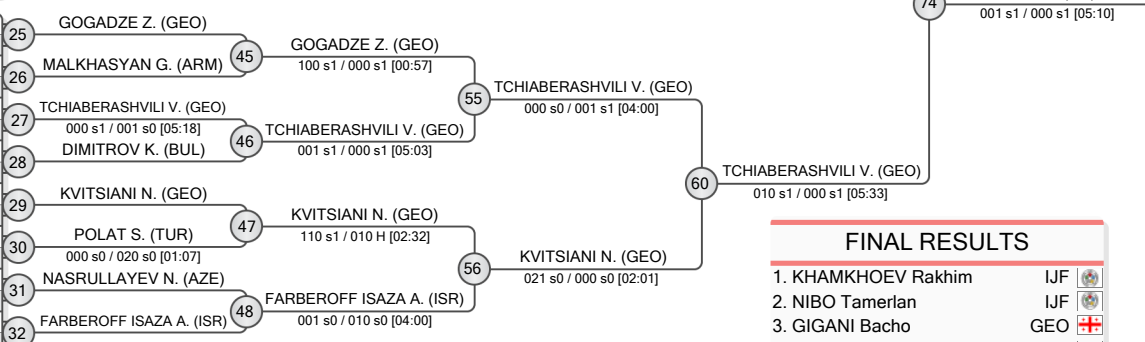 74
001 s1 / 000 s1 [05:10]
25
GOGADZE Z. (GEO)
26
MALKHASYAN G. (ARM)
45
GOGADZE Z. (GEO)
100 s1 / 000 s1 [00:57]
27
TCHIABERASHVILI V. (GEO)
000 s1 / 001 s0 [05:18]
28
DIMITROV K. (BUL)
46
TCHIABERASHVILI V. (GEO)
001 s1 / 000 s1 [05:03]
55
TCHIABERASHVILI V. (GEO)
000 s0 / 001 s1 [04:00]
29
KVITSIANI N. (GEO)
30
POLAT S. (TUR)
000 s0 / 020 s0 [01:07]
47
KVITSIANI N. (GEO)
110 s1 / 010 H [02:32]
31
NASRULLAYEV N. (AZE)
32
FARBEROFF ISAZA A. (ISR)
48
FARBEROFF ISAZA A. (ISR)
001 s0 / 010 s0 [04:00]
56
KVITSIANI N. (GEO)
021 s0 / 000 s0 [02:01]
60
TCHIABERASHVILI V. (GEO)
010 s1 / 000 s1 [05:33]
FINAL RESULTS
1. KHAMKHOEV Rakhim IJF
2. NIBO Tamerlan IJF
3. GIGANI Bacho GEO